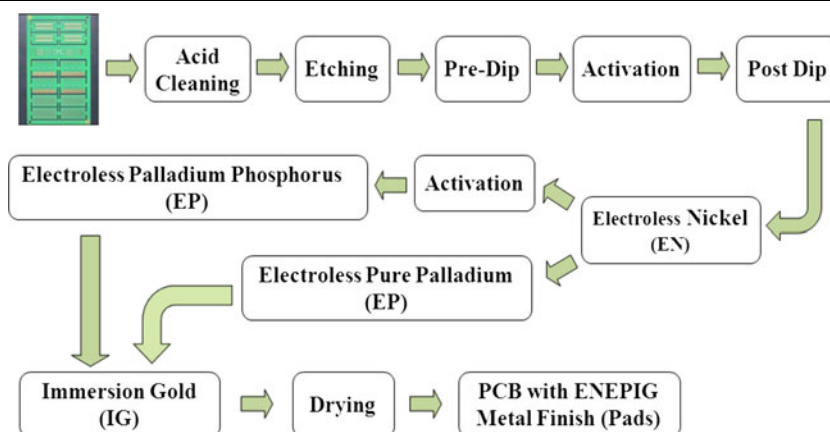 Acid
Cleaning
Etching
Pre-Dip
Activation
Post Dip
Electroless Nickel
(EN)
Activation
Electroless Palladium Phosphorus
(EP)
Electroless Pure Palladium
(EP)
Immersion Gold
(IG)
Drying
PCB with ENEPIG
Metal Finish (Pads)